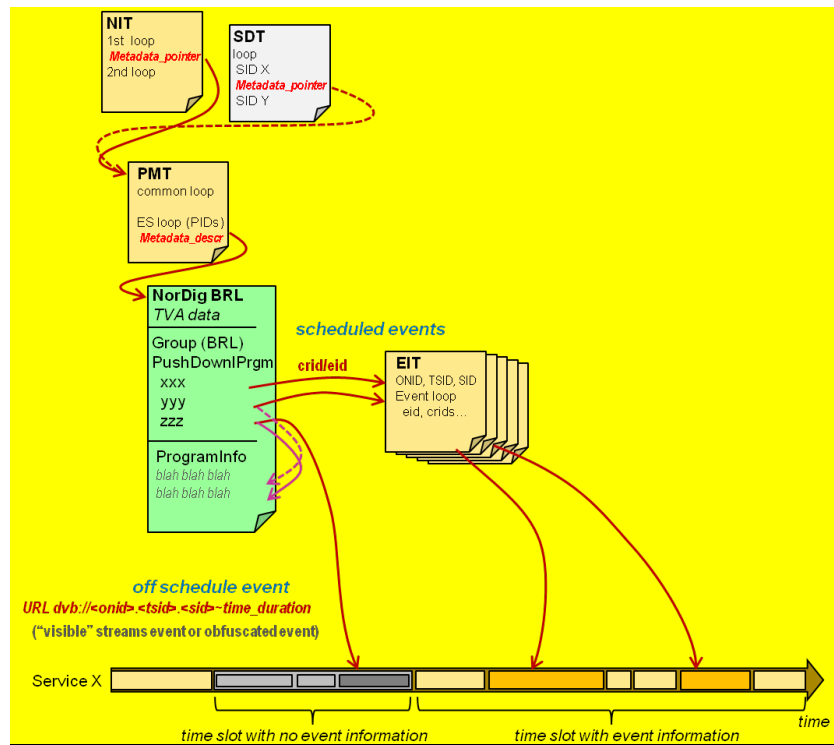 NIT
1st loop
Metadata_pointer
2nd loop
SDT
loop
SID X
Metadata_pointer
SID Y
PMT
common loop
ES loop (PIDs)
Metadata_descr
NorDig BRL
TVA data
Group (BRL)
PushDownlPrgm
xxx
yyy
zzz
ProgramInfo
blah blah blah
blah blah blah
scheduled events
crid/eid
EIT
ONID, TSID, SID
Event loop
eid, crids...
off schedule event
URL dvb://<onid>.<tsid>.<sid>~time_duration
("visible" streams event or obfuscated event)
Service X
time
time slot with no event information
time slot with event information